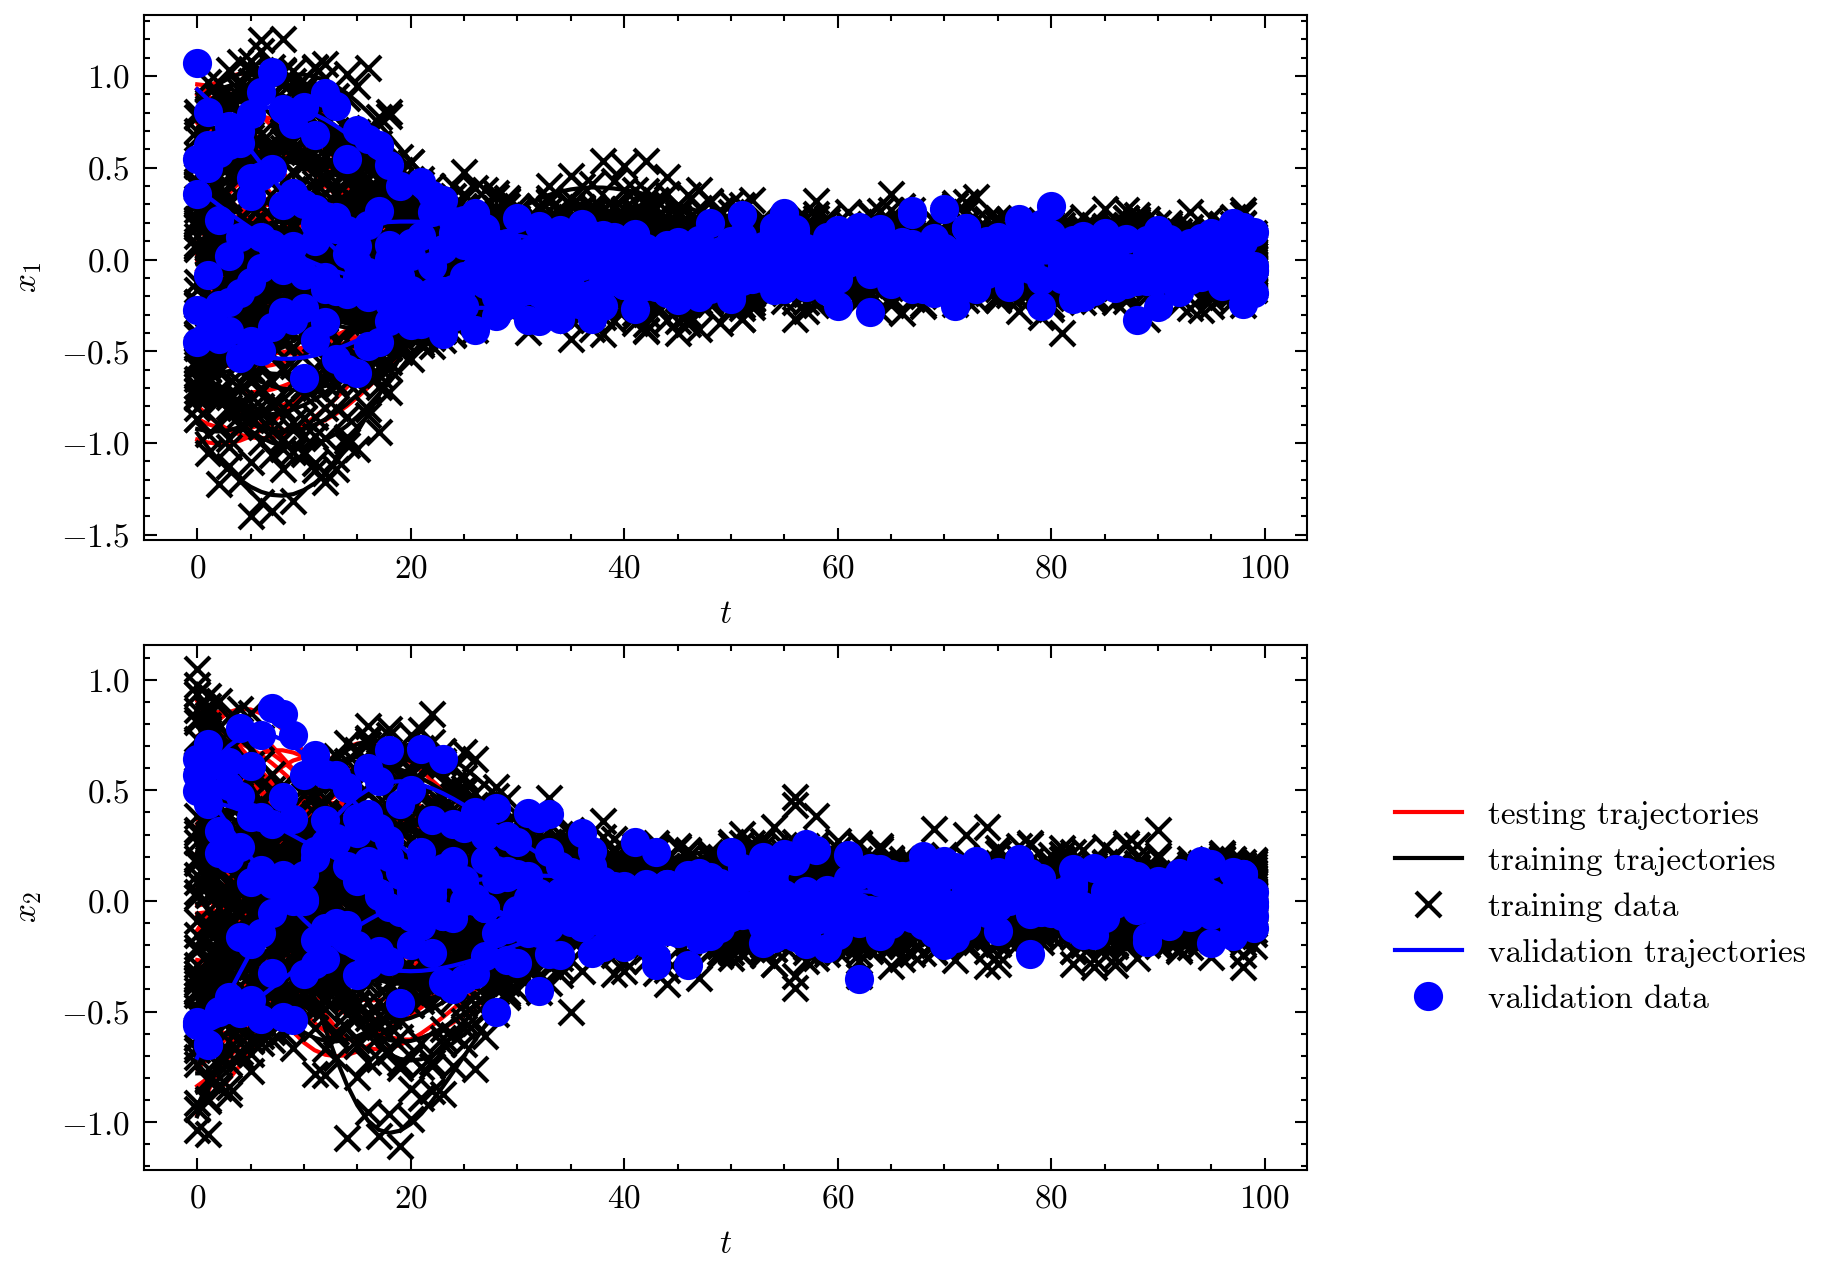 1.0
0.5
0.0
−0.5
−1.0
−1.5
x₁
0 20 40 60 80 100
t
1.0
0.5
0.0
−0.5
−1.0
x₂
0 20 40 60 80 100
t
testing trajectories
training trajectories
training data
validation trajectories
validation data